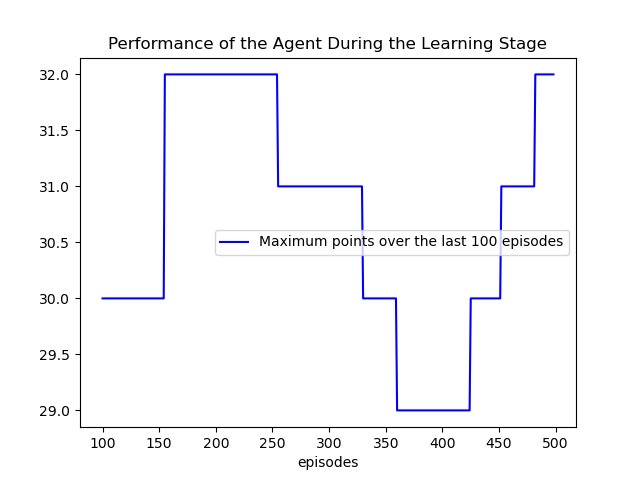 Performance of the Agent During the Learning Stage
32.0
31.5
31.0
30.5
30.0
29.5
29.0
Maximum points over the last 100 episodes
100 150 200 250 300 350 400 450 500
episodes